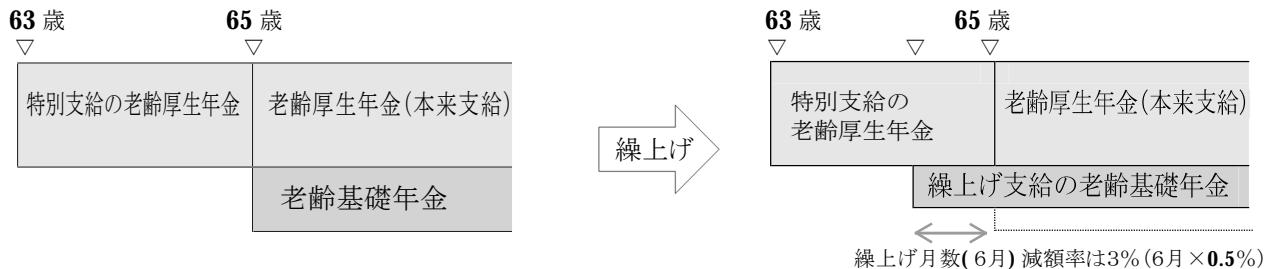 63 歳
65 歳
特別支給の老齢厚生年金
老齢厚生年金(本来支給)
老齢基礎年金
繰上げ
63 歳
65 歳
特別支給の
老齢厚生年金
老齢厚生年金(本来支給)
繰上げ支給の老齢基礎年金
繰上げ月数(6月) 減額率は3%(6月×0.5%)